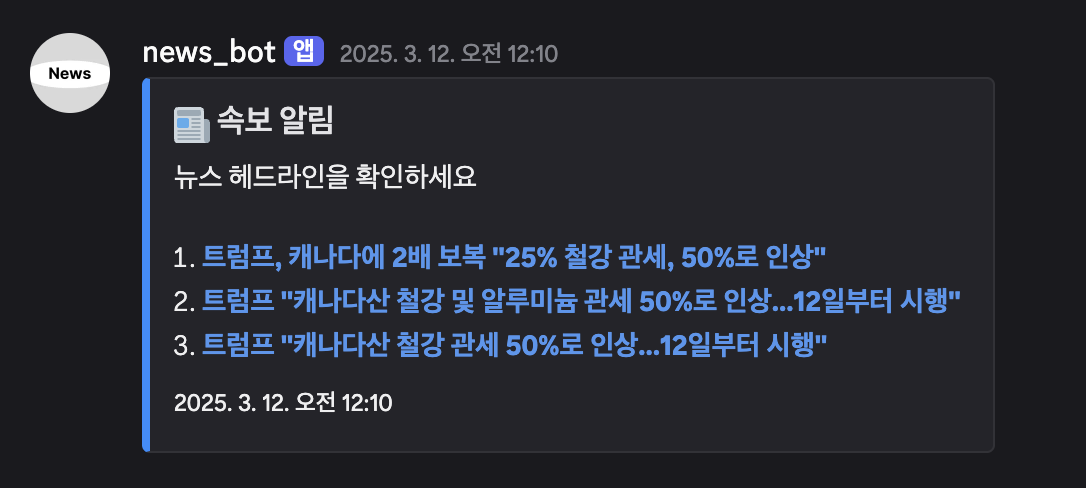 News
news_bot 앱 2025. 3. 12. 오전 12:10
속보 알림
뉴스 헤드라인을 확인하세요
1. 트럼프, 캐나다에 2배 보복 "25% 철강 관세, 50%로 인상"
2. 트럼프 "캐나다산 철강 및 알루미늄 관세 50%로 인상...12일부터 시행"
3. 트럼프 "캐나다산 철강 관세 50%로 인상...12일부터 시행"
2025. 3. 12. 오전 12:10